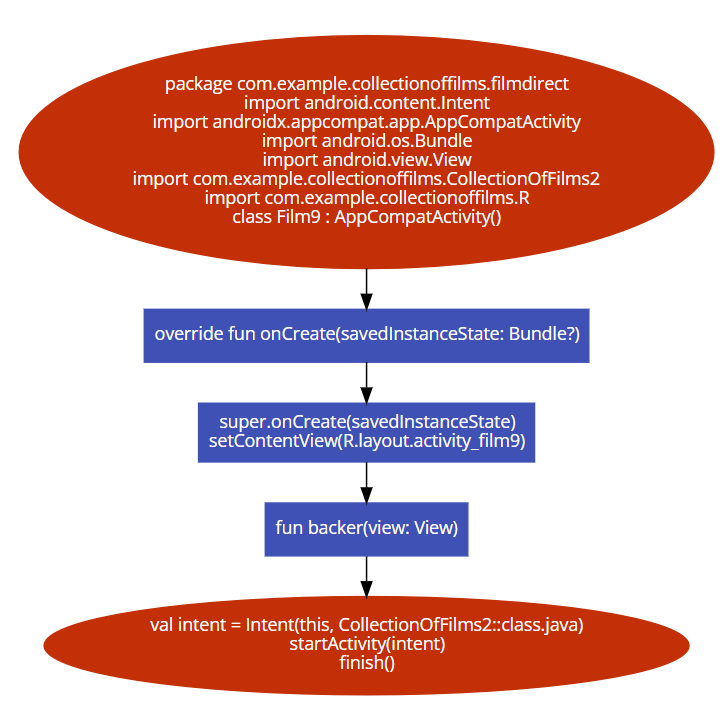 package com.example.collectionoffilms.filmdirect
import android.content.Intent
import androidx.appcompat.app.AppCompatActivity
import android.os.Bundle
import android.view.View
import com.example.collectionoffilms.CollectionOfFilms2
import com.example.collectionoffilms.R
class Film9 : AppCompatActivity()
override fun onCreate(savedInstanceState: Bundle?)
super.onCreate(savedInstanceState)
setContentView(R.layout.activity_film9)
fun backer(view: View)
val intent = Intent(this, CollectionOfFilms2::class.java)
startActivity(intent)
finish()